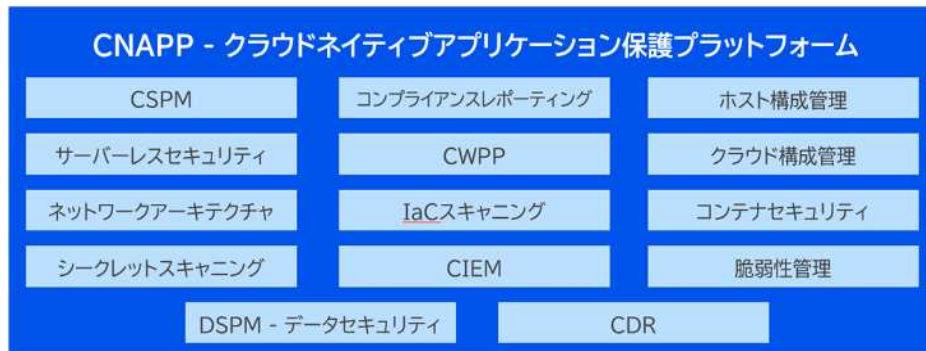 CNAPP - クラウドネイティブアプリケーション保護プラットフォーム
CSPM
コンプライアンスレポーティング
ホスト構成管理
サーバーレスセキュリティ
CWPP
クラウド構成管理
ネットワークアーキテクチャ
IaCスキャニング
コンテナセキュリティ
シークレットスキャニング
CIEM
脆弱性管理
DSPM - データセキュリティ
CDR